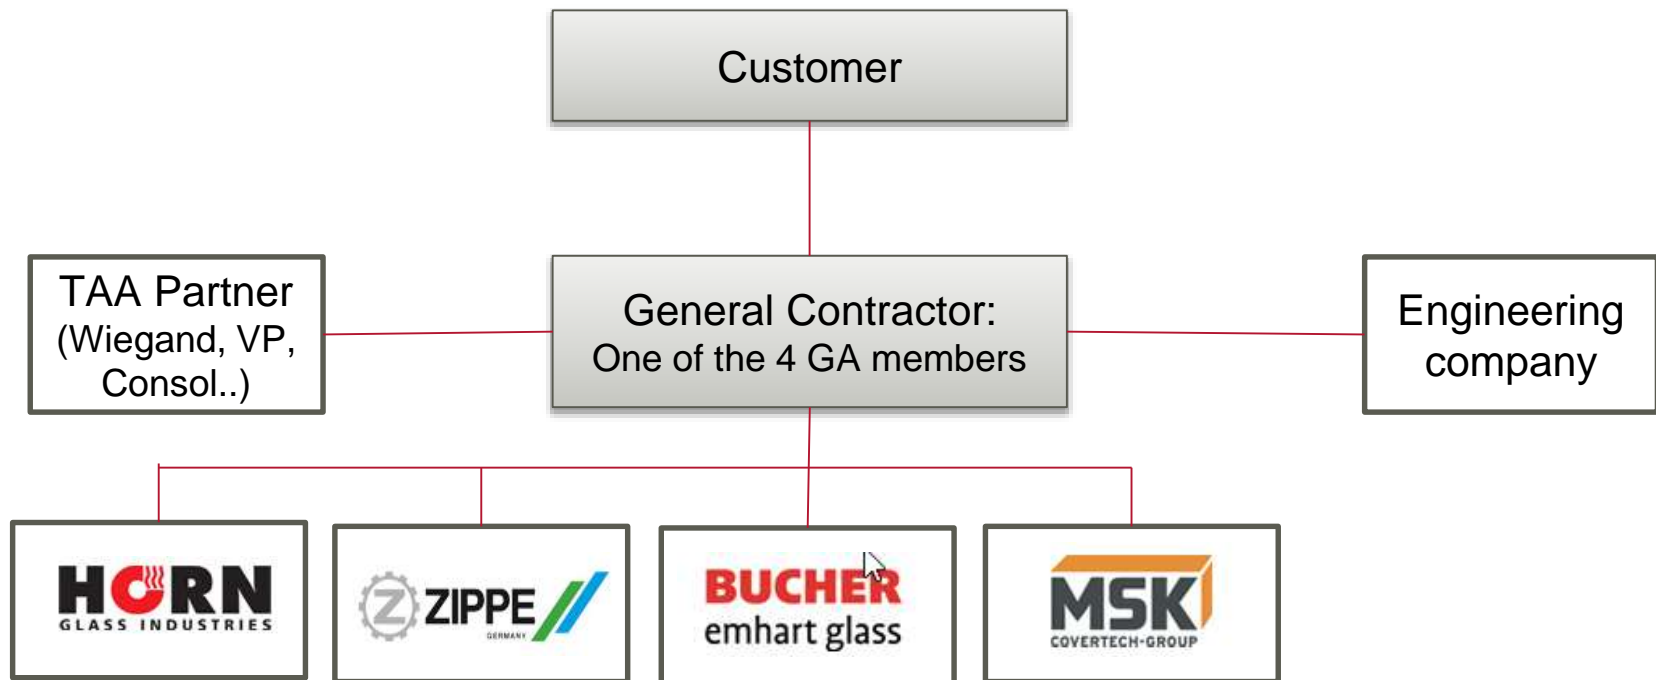 Customer
TAA Partner
(Wiegand, VP,
Consol..)
General Contractor:
One of the 4 GA members
Engineering
company
HORN
GLASS INDUSTRIES
Z ZIPPE
GERMANY
BUCHER
emhart glass
MSK
COVERTECH-GROUP